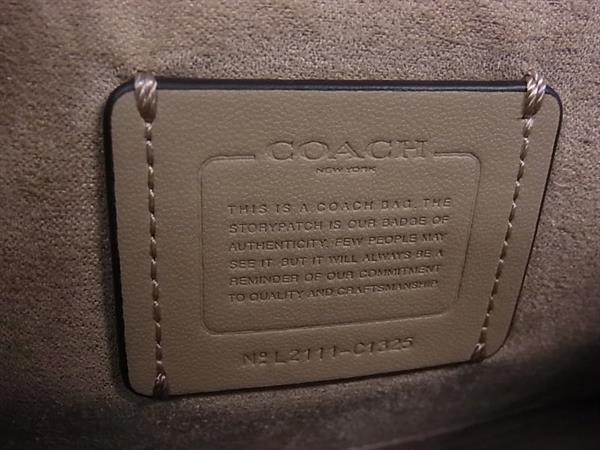 COACH
NEW YORK
THIS IS A COACH BAG. THE
STORYPATCH IS OUR BADGE OF
AUTHENTICITY. FEW PEOPLE MAY
SEE IT. BUT IT WILL ALWAYS BE A
REMINDER OF OUR COMMITMENT
TO QUALITY AND CRAFTSMANSHIP.
Nº L2111-C1325